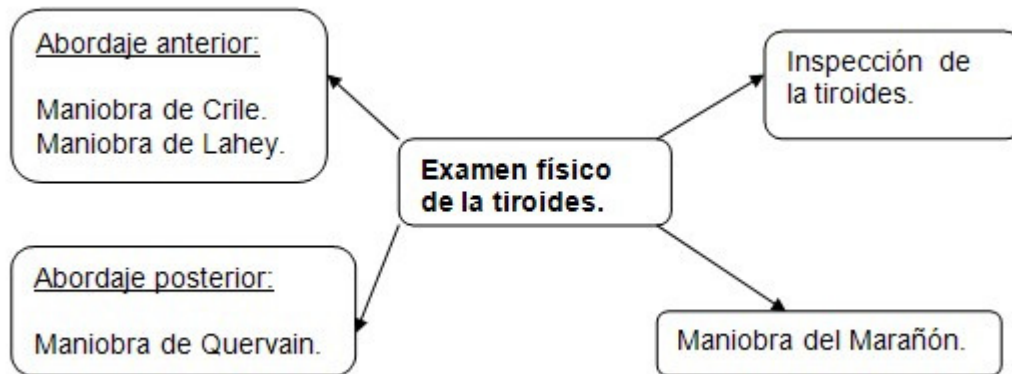 Abordaje anterior:
Maniobra de Crile.
Maniobra de Lahey.
Inspección de
la tiroides.
Examen físico
de la tiroides.
Abordaje posterior:
Maniobra de Quervain.
Maniobra del Marañón.